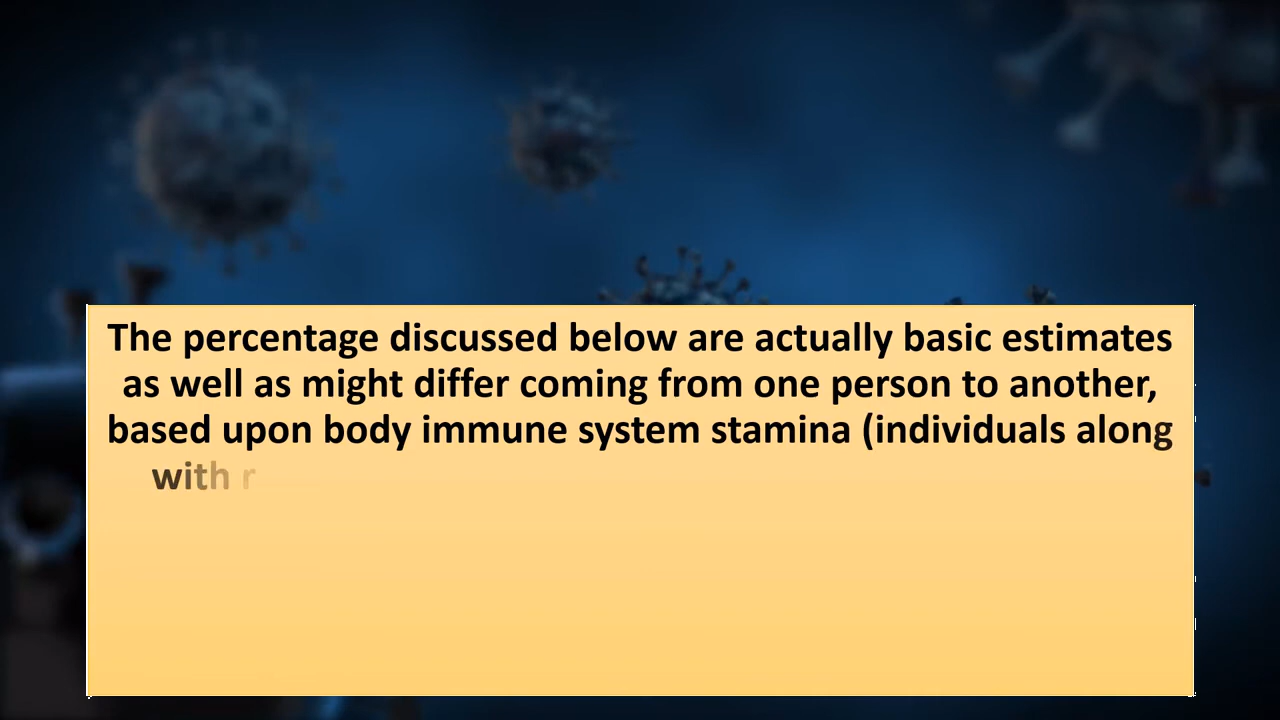 The percentage discussed below are actually basic estimates
as well as might differ coming from one person to another,
based upon body immune system stamina (individuals along
with r